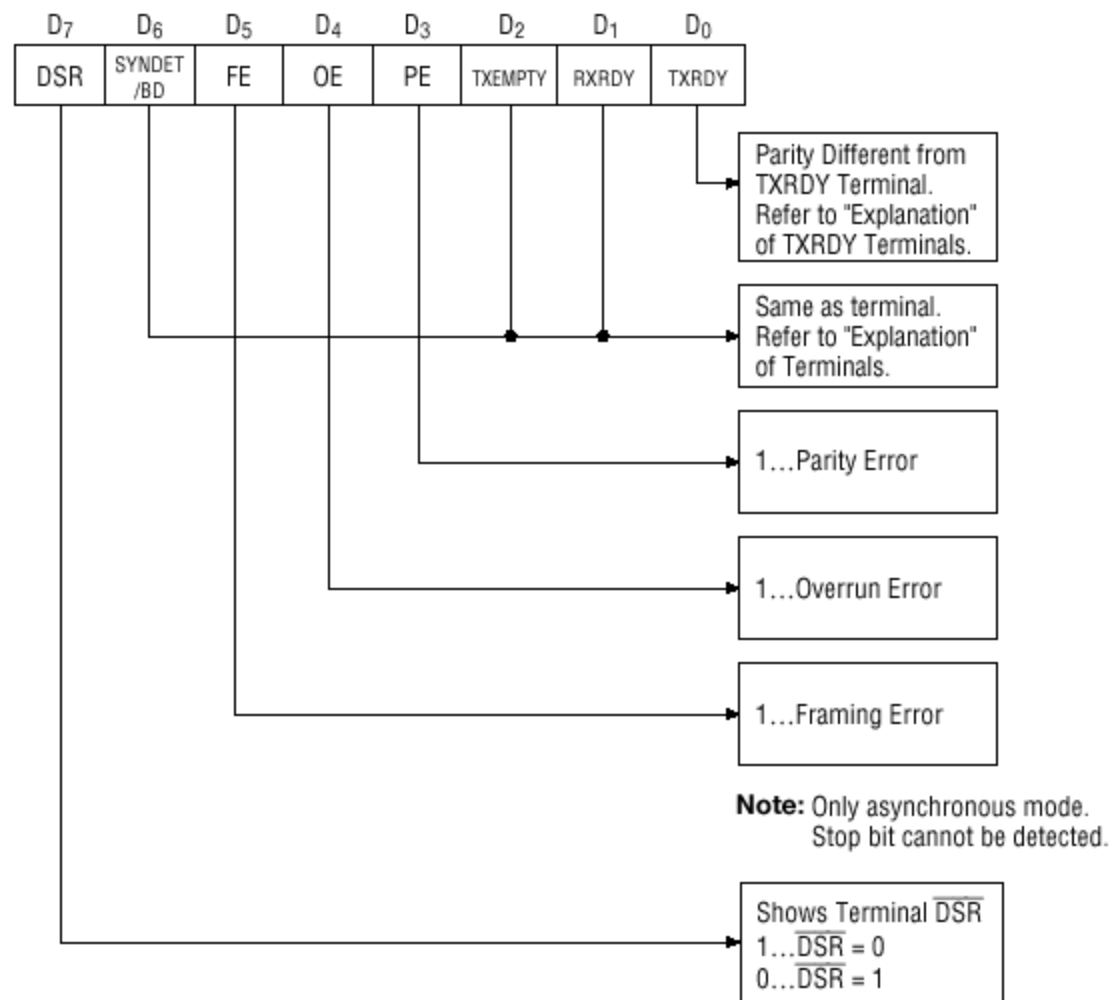 D7 D6 D5 D4 D3 D2 D1 D0
DSR SYNDET /BD FE OE PE TXEMPTY RXRDY TXRDY
Parity Different from
TXRDY Terminal.
Refer to "Explanation"
of TXRDY Terminals.
Same as terminal.
Refer to "Explanation"
of Terminals.
1...Parity Error
1...Overrun Error
1...Framing Error
Note: Only asynchronous mode.
Stop bit cannot be detected.
Shows Terminal D̅S̅R̅
1...D̅S̅R̅ = 0
0...D̅S̅R̅ = 1